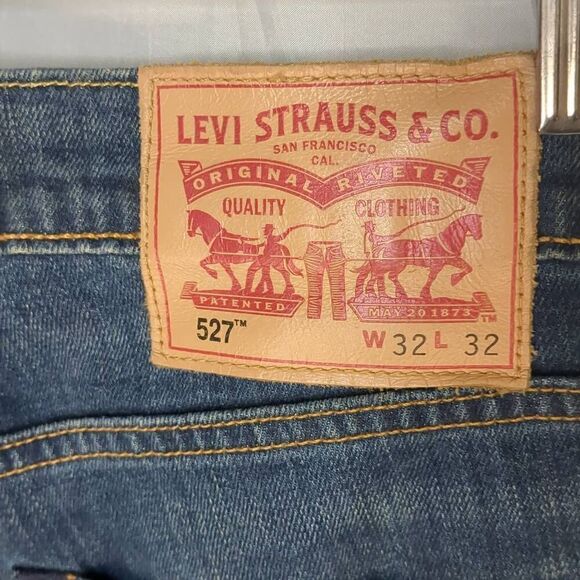 LEVI STRAUSS & CO.
SAN FRANCISCO
CAL.
ORIGINAL RIVETED
QUALITY CLOTHING
PATENTED MAY 20 1873 ™
527™
W 32 L 32